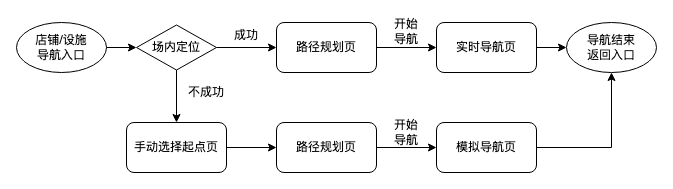 店铺/设施
导航入口
场内定位
成功
路径规划页
开始
导航
实时导航页
导航结束
返回入口
不成功
手动选择起点页
路径规划页
开始
导航
模拟导航页